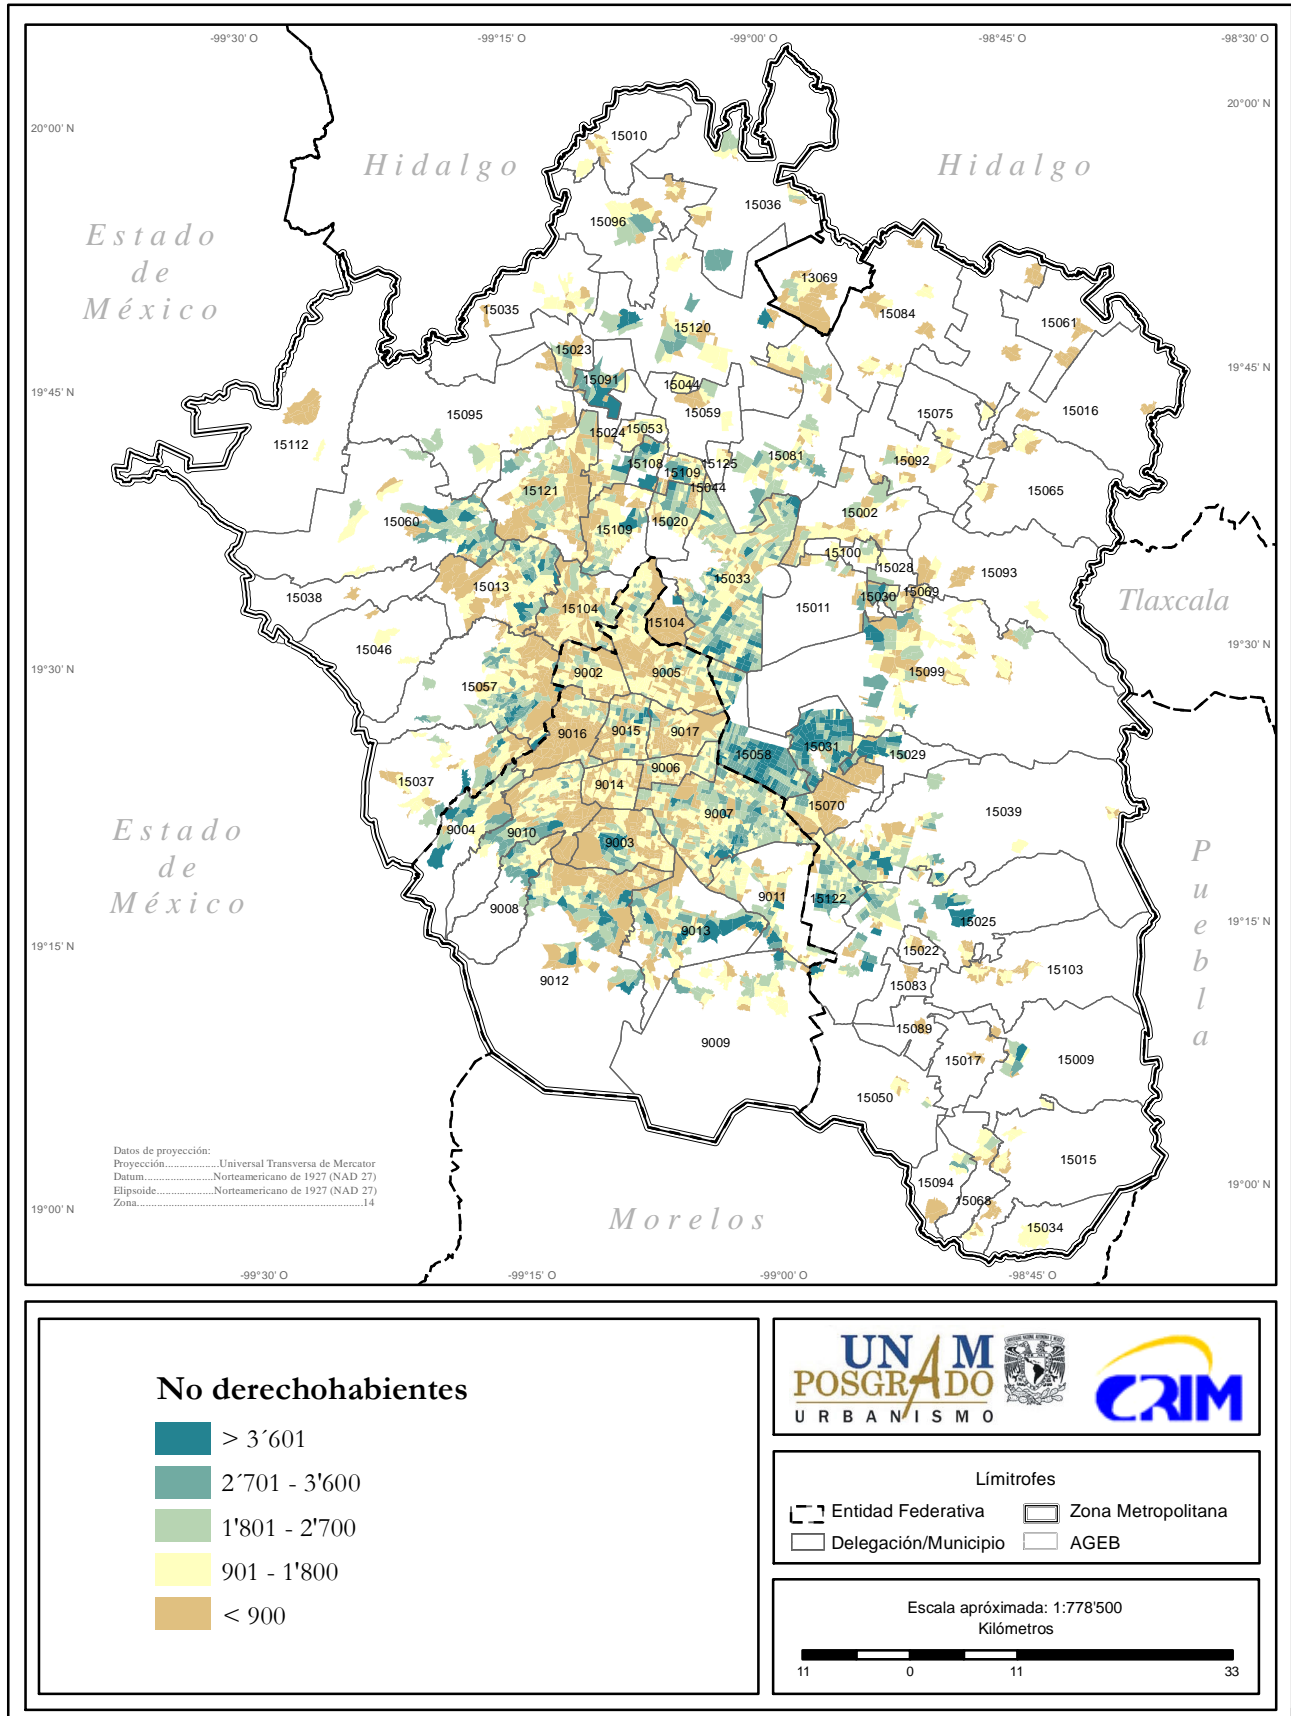 -99°30' O
-99°15' O
-99°00' O
-98°45' O
-98°30' O
20°00' N
20°00' N
15010
Hidalgo
Hidalgo
15036
15096
Estado
de
México
13069
15035
15084
15061
15120
15023
19°45' N
19°45' N
15091
15044
15059
15016
15095
15075
15024
15053
15112
15108
15125
15081
15092
15109
15044
15065
15121
15060
15020
15109
15002
15100
15028
15033
15093
15013
15030
15069
15038
15011
Tlaxcala
15104
15104
19°30' N
19°30' N
15046
9002
9005
15099
15057
9016
9015
9017
15058
15031
15029
9006
15037
9014
15070
15039
9007
Estado
de
México
9004
9010
9003
Puebla
9011
15122
9008
15025
19°15' N
19°15' N
9013
15022
15103
9012
15083
15089
9009
15017
15009
15050
Datos de proyección:
Proyección..................Universal Transversa de Mercator
Datum.......................Norteamericano de 1927 (NAD 27)
Elipsoide...................Norteamericano de 1927 (NAD 27)
Zona............................................................................14
15015
15094
15068
19°00' N
19°00' N
Morelos
15034
-99°30' O
-99°15' O
-99°00' O
-98°45' O
No derechohabientes
> 3´601
2´701 - 3'600
1'801 - 2'700
901 - 1'800
< 900
UNAM
POSGRADO
URBANISMO
CRIM
Límitrofes
Entidad Federativa
Zona Metropolitana
Delegación/Municipio
AGEB
Escala apróximada: 1:778'500
Kilómetros
11 0 11 33